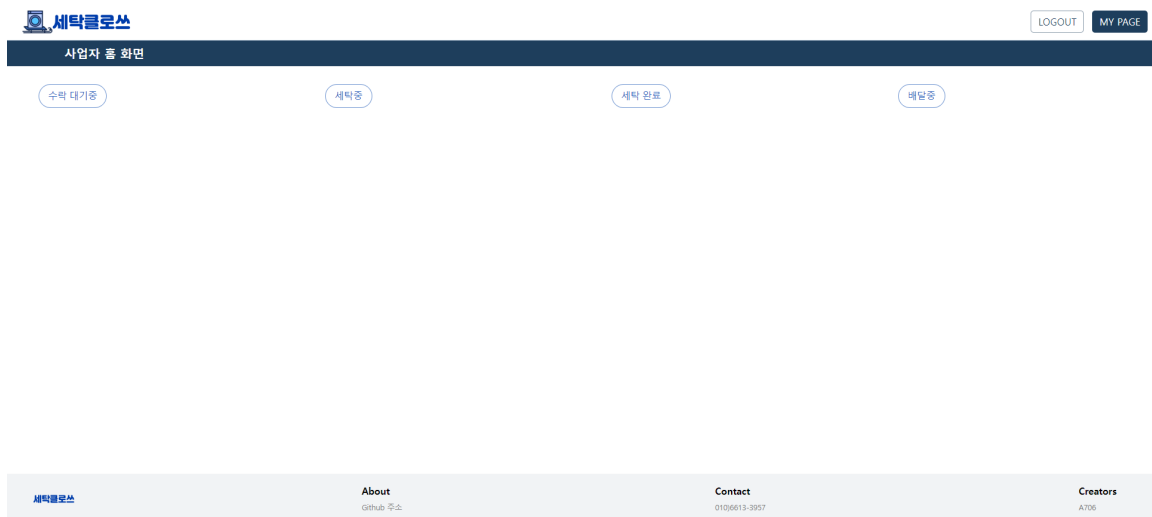 세탁클로쓰
LOGOUT
MY PAGE
사업자 홈 화면
수락 대기중
세탁중
세탁 완료
배달중
세탁클로쓰
About
Github 주소
Contact
010)6613-3957
Creators
A706